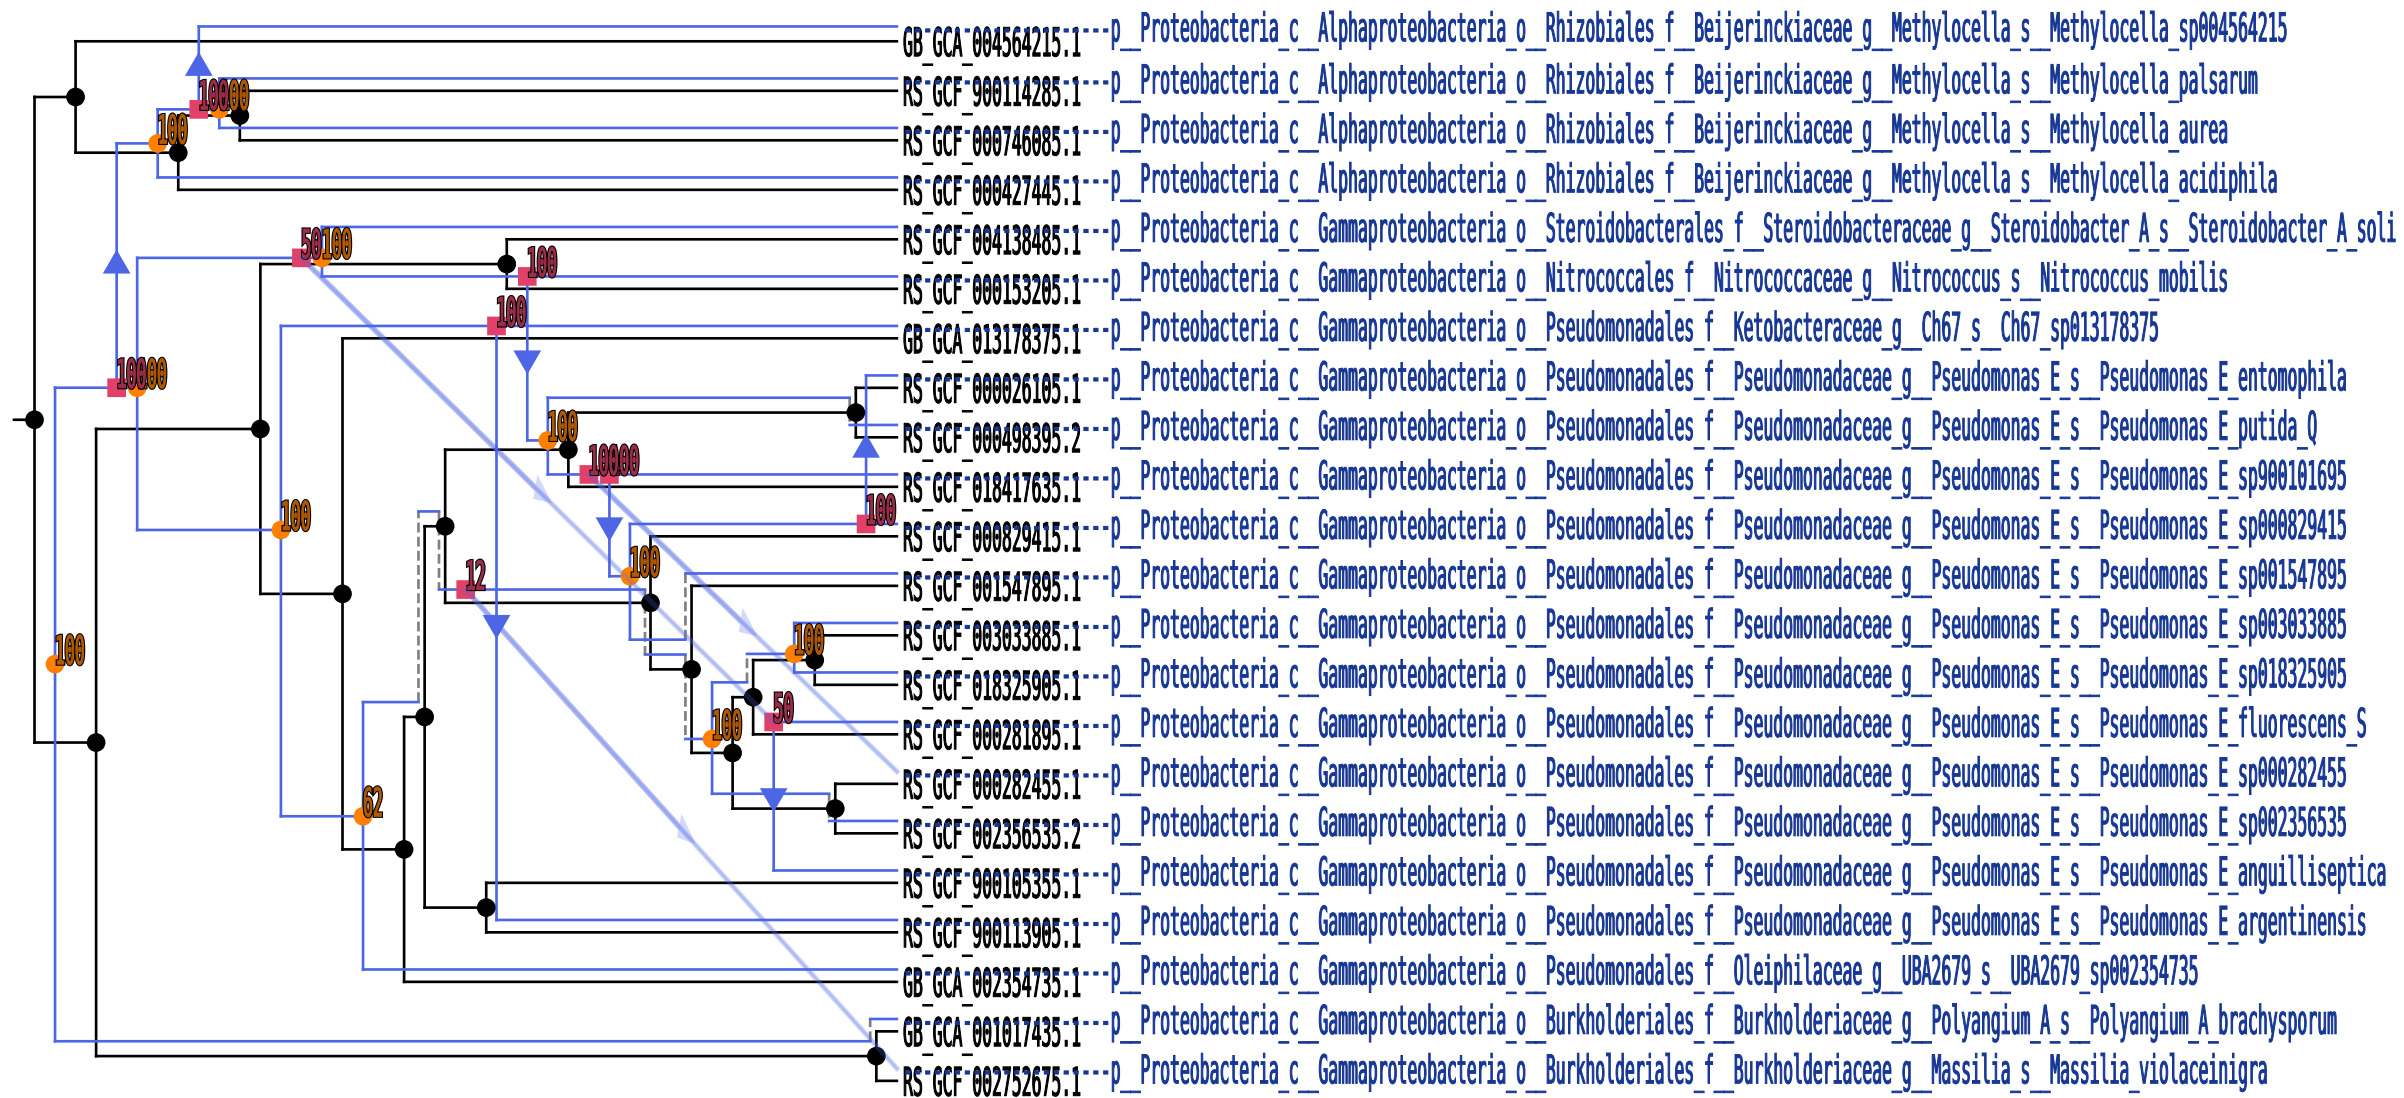 GB_GCA_004564215.1 p__Proteobacteria_c__Alphaproteobacteria_o__Rhizobiales_f__Beijerinckiaceae_g__Methylocella_s__Methylocella_sp004564215
RS_GCF_900114285.1 p__Proteobacteria_c__Alphaproteobacteria_o__Rhizobiales_f__Beijerinckiaceae_g__Methylocella_s__Methylocella_palsarum
100
RS_GCF_000746085.1 p__Proteobacteria_c__Alphaproteobacteria_o__Rhizobiales_f__Beijerinckiaceae_g__Methylocella_s__Methylocella_aurea
100
RS_GCF_000427445.1 p__Proteobacteria_c__Alphaproteobacteria_o__Rhizobiales_f__Beijerinckiaceae_g__Methylocella_s__Methylocella_acidiphila
RS_GCF_004138485.1 p__Proteobacteria_c__Gammaproteobacteria_o__Steroidobacterales_f__Steroidobacteraceae_g__Steroidobacter_A_s__Steroidobacter_A_soli
50 100
100
RS_GCF_000153205.1 p__Proteobacteria_c__Gammaproteobacteria_o__Nitrococcales_f__Nitrococcaceae_g__Nitrococcus_s__Nitrococcus_mobilis
100
GB_GCA_013178375.1 p__Proteobacteria_c__Gammaproteobacteria_o__Pseudomonadales_f__Ketobacteraceae_g__Ch67_s__Ch67_sp013178375
100
RS_GCF_000026105.1 p__Proteobacteria_c__Gammaproteobacteria_o__Pseudomonadales_f__Pseudomonadaceae_g__Pseudomonas_E_s__Pseudomonas_E_entomophila
100
RS_GCF_000498395.2 p__Proteobacteria_c__Gammaproteobacteria_o__Pseudomonadales_f__Pseudomonadaceae_g__Pseudomonas_E_s__Pseudomonas_E_putida_Q
100
RS_GCF_018417635.1 p__Proteobacteria_c__Gammaproteobacteria_o__Pseudomonadales_f__Pseudomonadaceae_g__Pseudomonas_E_s__Pseudomonas_E_sp900101695
100
100
RS_GCF_000829415.1 p__Proteobacteria_c__Gammaproteobacteria_o__Pseudomonadales_f__Pseudomonadaceae_g__Pseudomonas_E_s__Pseudomonas_E_sp000829415
100
12
RS_GCF_001547895.1 p__Proteobacteria_c__Gammaproteobacteria_o__Pseudomonadales_f__Pseudomonadaceae_g__Pseudomonas_E_s__Pseudomonas_E_sp001547895
RS_GCF_003033885.1 p__Proteobacteria_c__Gammaproteobacteria_o__Pseudomonadales_f__Pseudomonadaceae_g__Pseudomonas_E_s__Pseudomonas_E_sp003033885
100
100
RS_GCF_018325905.1 p__Proteobacteria_c__Gammaproteobacteria_o__Pseudomonadales_f__Pseudomonadaceae_g__Pseudomonas_E_s__Pseudomonas_E_sp018325905
50
100
RS_GCF_000281895.1 p__Proteobacteria_c__Gammaproteobacteria_o__Pseudomonadales_f__Pseudomonadaceae_g__Pseudomonas_E_s__Pseudomonas_E_fluorescens_S
RS_GCF_000282455.1 p__Proteobacteria_c__Gammaproteobacteria_o__Pseudomonadales_f__Pseudomonadaceae_g__Pseudomonas_E_s__Pseudomonas_E_sp000282455
62
RS_GCF_002356535.2 p__Proteobacteria_c__Gammaproteobacteria_o__Pseudomonadales_f__Pseudomonadaceae_g__Pseudomonas_E_s__Pseudomonas_E_sp002356535
RS_GCF_900105355.1 p__Proteobacteria_c__Gammaproteobacteria_o__Pseudomonadales_f__Pseudomonadaceae_g__Pseudomonas_E_s__Pseudomonas_E_anguilliseptica
RS_GCF_900113905.1 p__Proteobacteria_c__Gammaproteobacteria_o__Pseudomonadales_f__Pseudomonadaceae_g__Pseudomonas_E_s__Pseudomonas_E_argentinensis
GB_GCA_002354735.1 p__Proteobacteria_c__Gammaproteobacteria_o__Pseudomonadales_f__Oleiphilaceae_g__UBA2679_s__UBA2679_sp002354735
GB_GCA_001017435.1 p__Proteobacteria_c__Gammaproteobacteria_o__Burkholderiales_f__Burkholderiaceae_g__Polyangium_A_s__Polyangium_A_brachysporum
RS_GCF_002752675.1 p__Proteobacteria_c__Gammaproteobacteria_o__Burkholderiales_f__Burkholderiaceae_g__Massilia_s__Massilia_violaceinigra